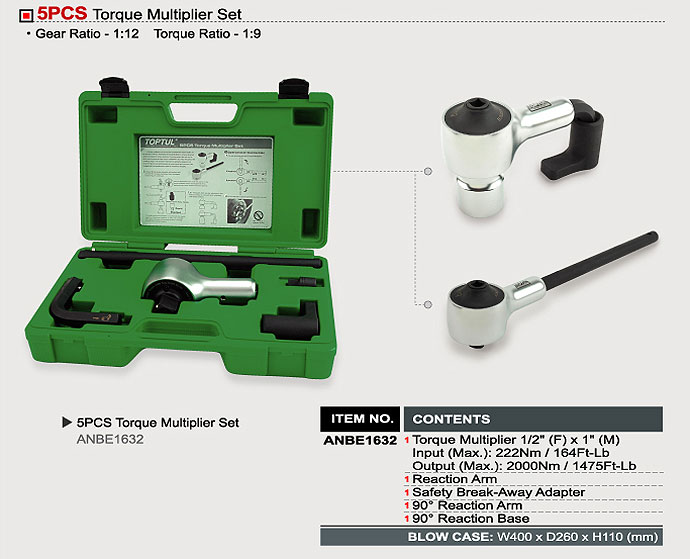 5PCS Torque Multiplier Set
• Gear Ratio - 1:12 Torque Ratio - 1:9
TOPTUL
Torque Multiplier Set
▶ 5PCS Torque Multiplier Set
ANBE1632
ITEM NO. CONTENTS
ANBE1632 1 Torque Multiplier 1/2" (F) x 1" (M)
Input (Max.): 222Nm / 164Ft-Lb
Output (Max.): 2000Nm / 1475Ft-Lb
1 Reaction Arm
1 Safety Break-Away Adapter
1 90° Reaction Arm
1 90° Reaction Base
BLOW CASE: W400 x D260 x H110 (mm)